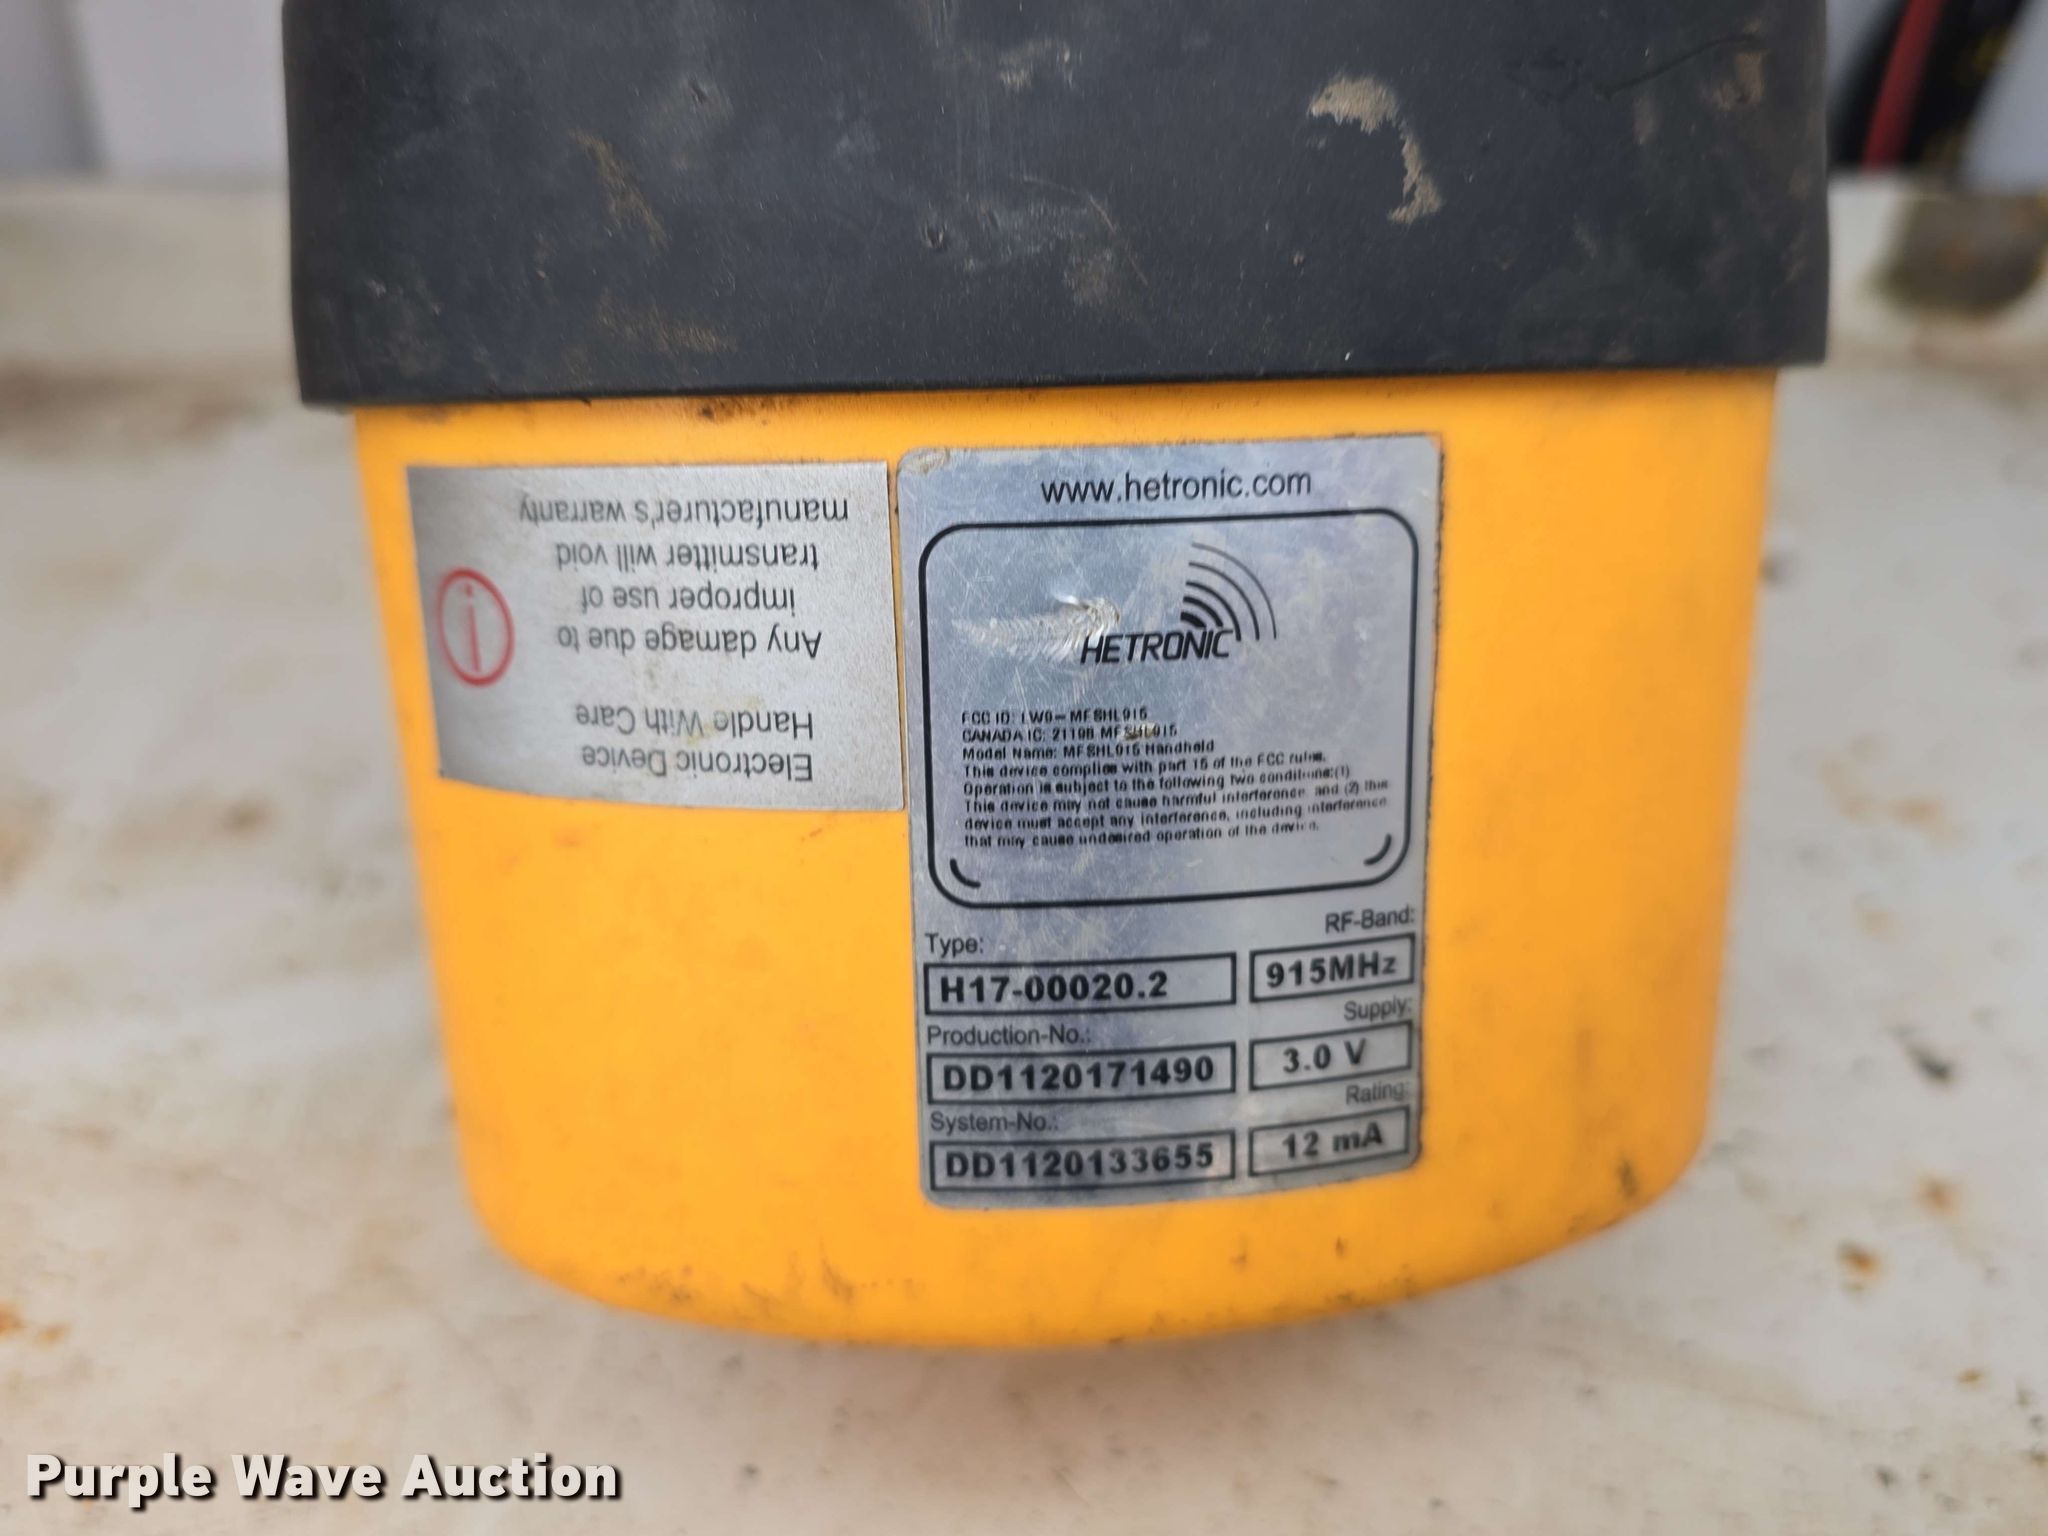 Electronic Device
Handle With Care
Any damage due to
improper use of
transmitter will void
manufacturer's warranty
i
www.hetronic.com
HETRONIC
FCC ID: LW9-MFSHL915
CANADA IC: 2119B MFSHL915
Model Name: MFSHL915 Handheld
This device complies with part 15 of the FCC rules.
Operation is subject to the following two conditions:(1)
This device may not cause harmful interference. and (2) this
device must accept any interference, including interference
that may cause undesired operation of the device.
Type:
RF-Band:
H17-00020.2
915MHz
Production-No.:
Supply:
DD1120171490
3.0 V
System-No.:
Rating:
DD1120133655
12 mA
Purple Wave Auction